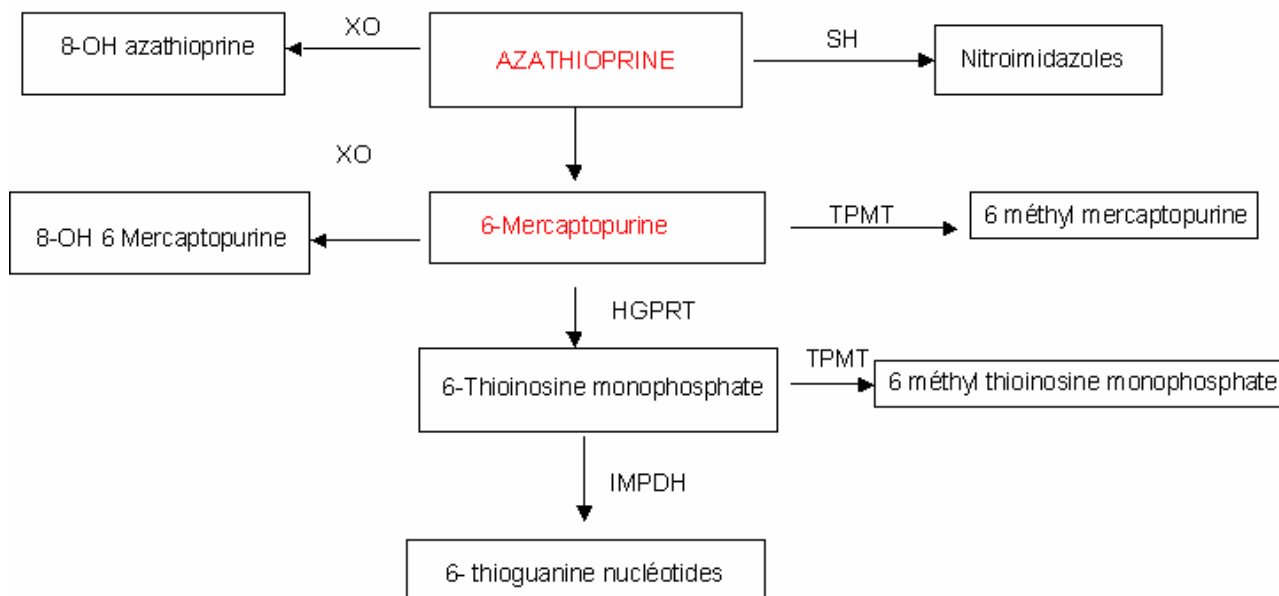 8-OH azathioprine
XO
AZATHIOPRINE
SH
Nitroimidazoles
XO
8-OH 6 Mercaptopurine
6-Mercaptopurine
TPMT
6 méthyl mercaptopurine
HGPRT
6-Thioinosine monophosphate
TPMT
6 méthyl thioinosine monophosphate
IMPDH
6- thioguanine nucléotides